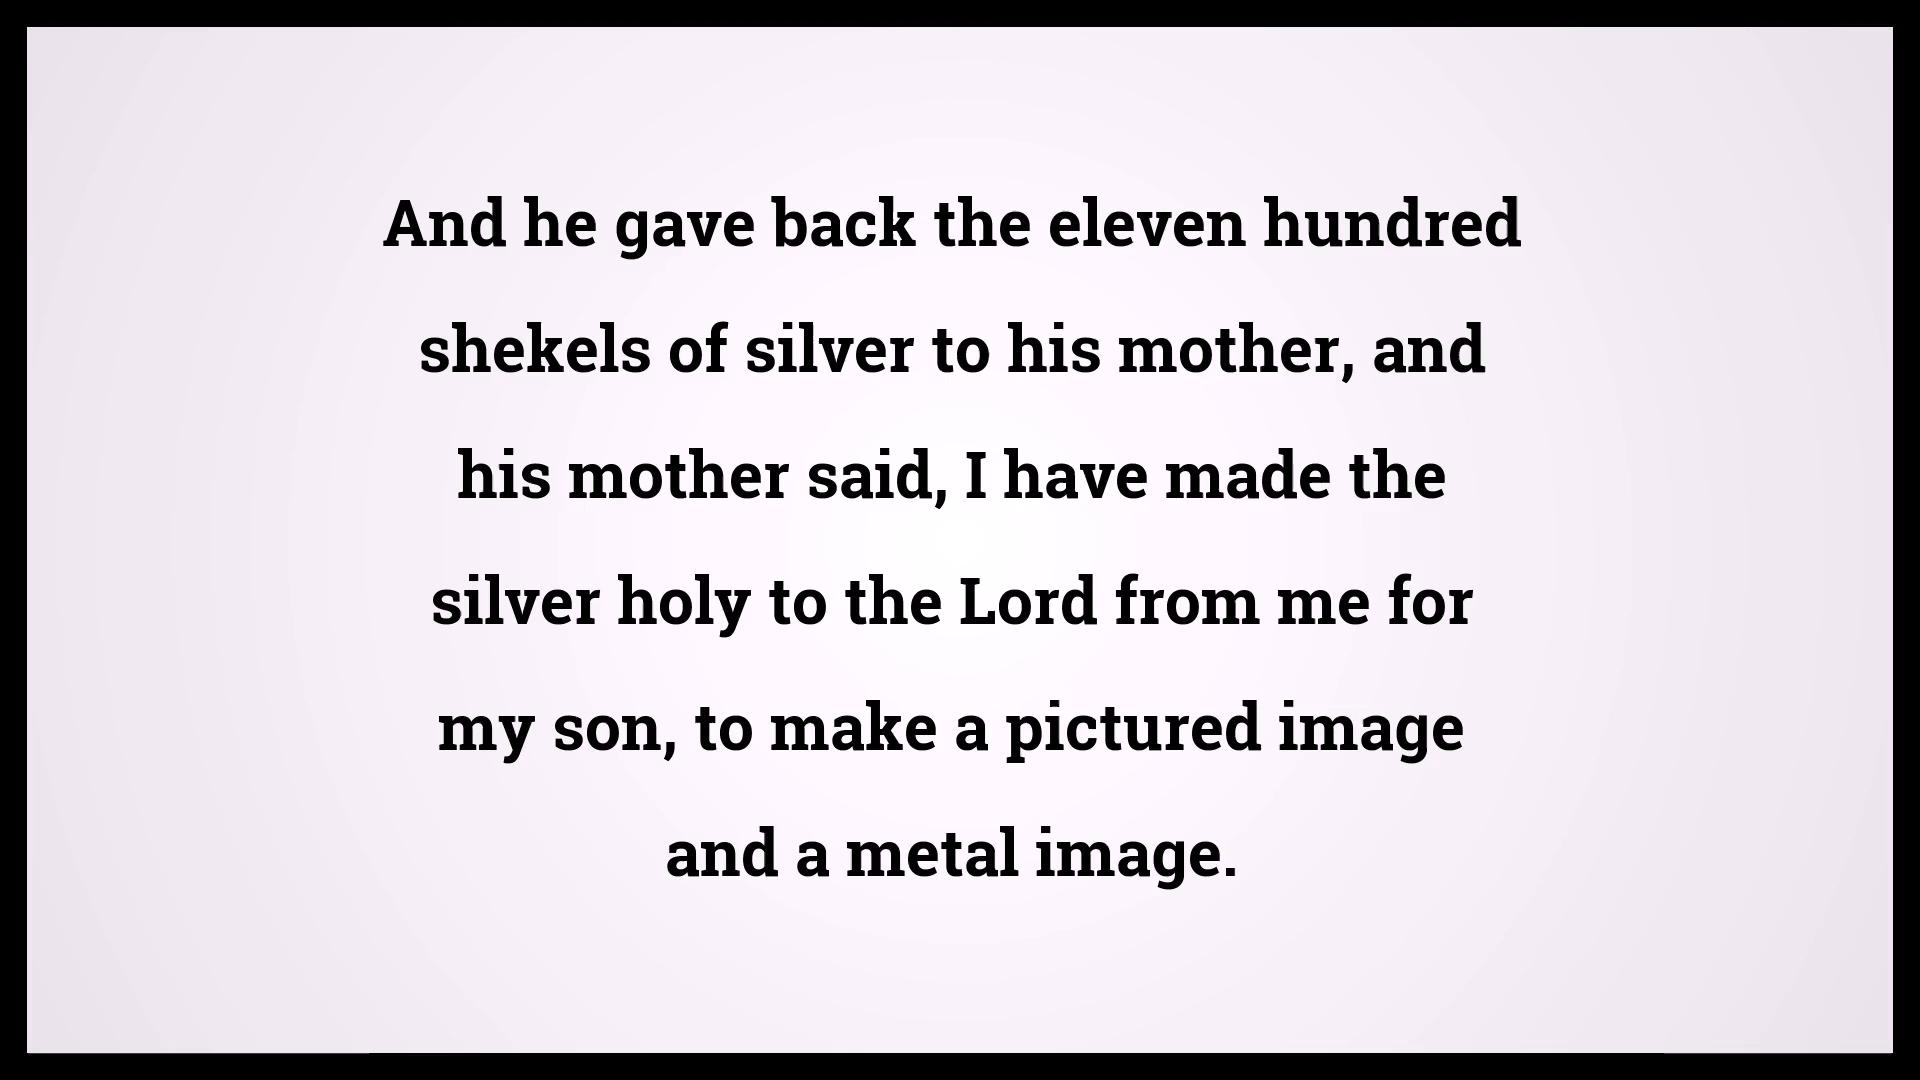 And he gave back the eleven hundred
shekels of silver to his mother, and
his mother said, I have made the
silver holy to the Lord from me for
my son, to make a pictured image
and a metal image.